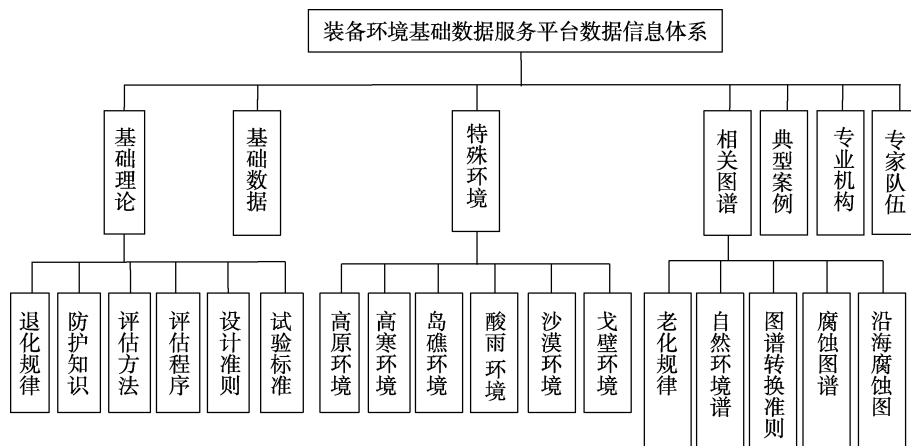 装备环境基础数据服务平台数据信息体系
基础理论
基础数据
特殊环境
相关图谱
典型案例
专业机构
专家队伍
退化规律
防护知识
评估方法
评估程序
设计准则
试验标准
高原环境
高寒环境
岛礁环境
酸雨 环境
沙漠环境
戈壁环境
老化规律
自然环境谱
图谱转换准则
腐蚀图谱
沿海腐蚀图